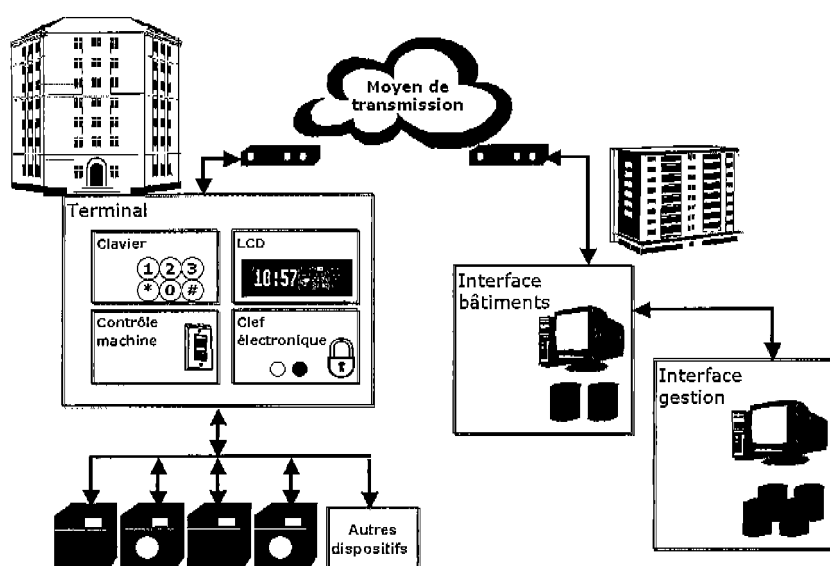 Moyen de
transmission
Terminal
Clavier
1 2 3
* 0 #
LCD
10:57
Contrôle
machine
Clef
électronique
Interface
bâtiments
Interface
gestion
Autres
dispositifs